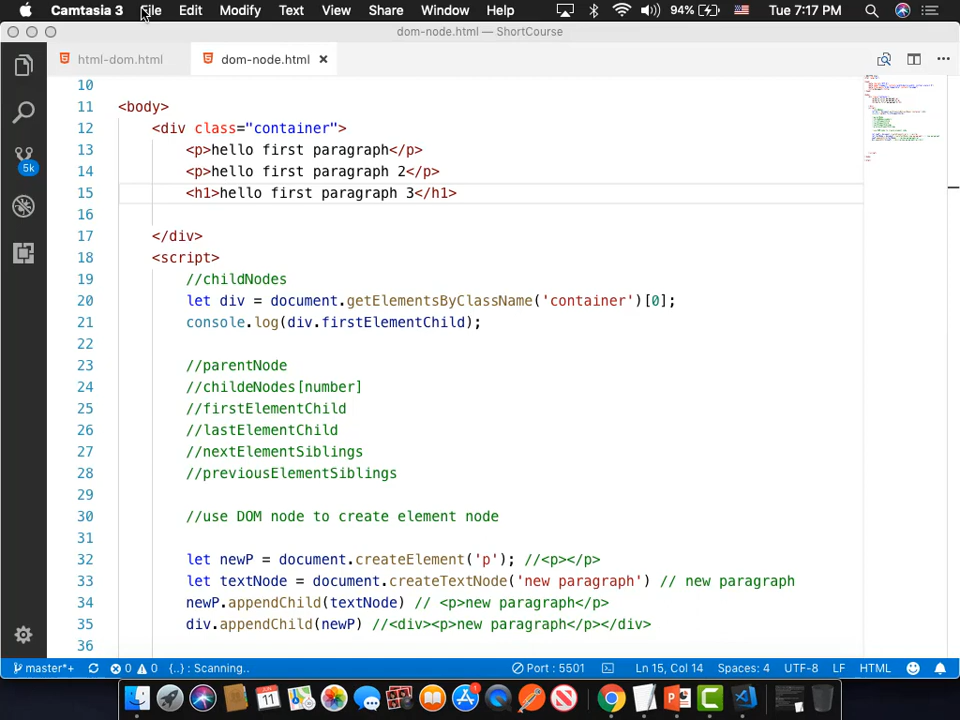 Camtasia 3 File Edit Modify Text View Share Window Help 94% Tue 7:17 PM
dom-node.html — ShortCourse
html-dom.html dom-node.html
10
11 <body>
12 <div class="container">
13 <p>hello first paragraph</p>
14 <p>hello first paragraph 2</p>
15 <h1>hello first paragraph 3</h1>
16
17 </div>
18 <script>
19 //childNodes
20 let div = document.getElementsByClassName('container')[0];
21 console.log(div.firstElementChild);
22
23 //parentNode
24 //childeNodes[number]
25 //firstElementChild
26 //lastElementChild
27 //nextElementSiblings
28 //previousElementSiblings
29
30 //use DOM node to create element node
31
32 let newP = document.createElement('p'); //<p></p>
33 let textNode = document.createTextNode('new paragraph') // new paragraph
34 newP.appendChild(textNode) // <p>new paragraph</p>
35 div.appendChild(newP) //<div><p>new paragraph</p></div>
36
5k
master*+ 0 0 {..} : Scanning.. Port : 5501 Ln 15, Col 14 Spaces: 4 UTF-8 LF HTML
11